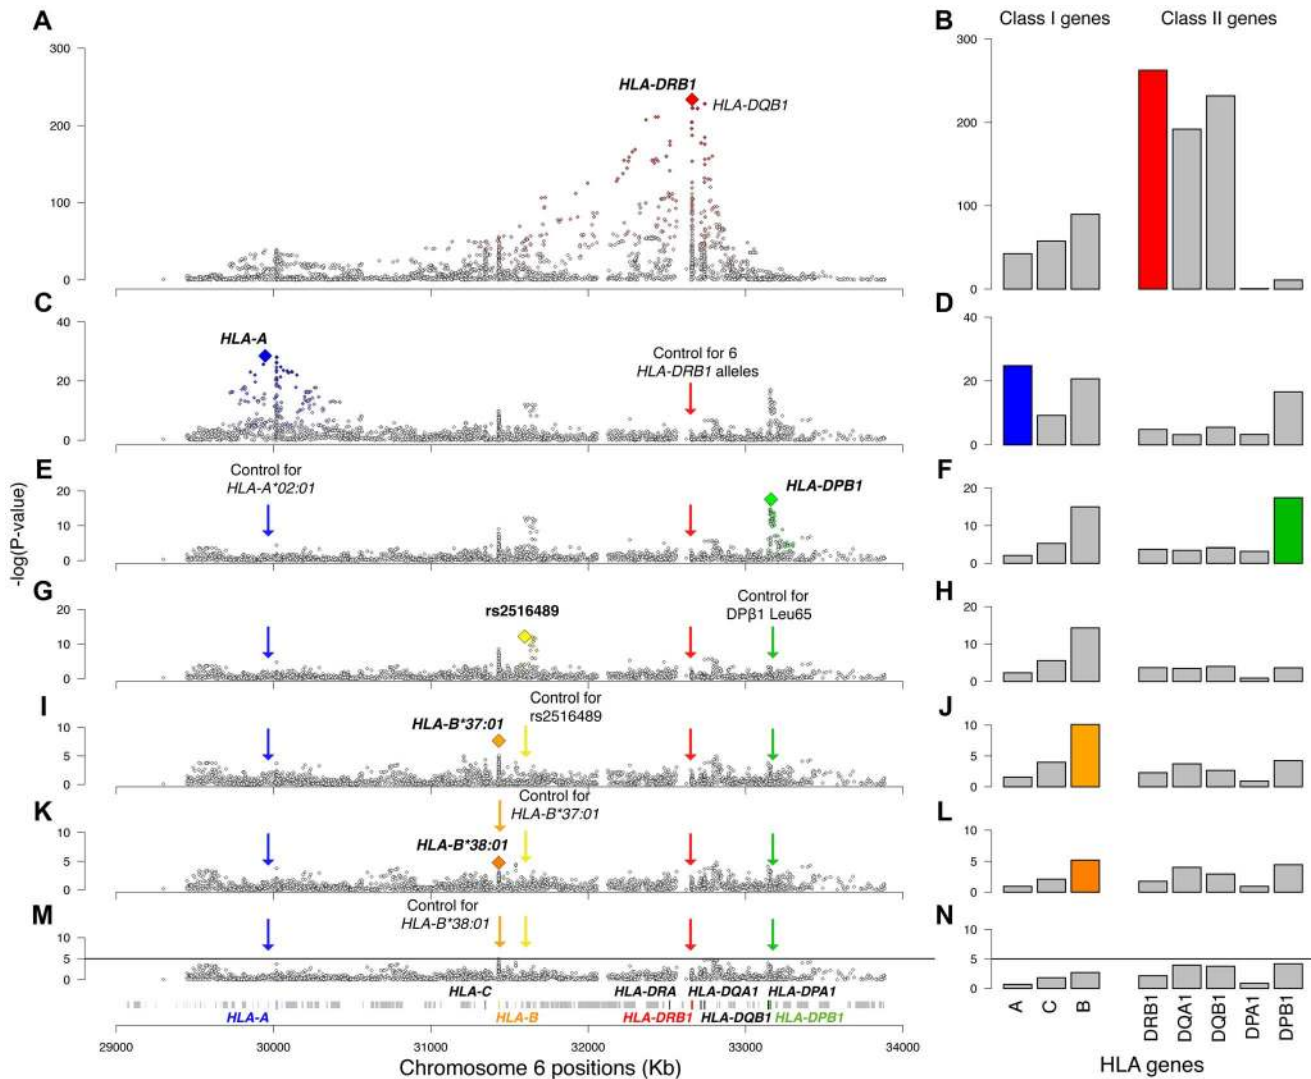 A
B
Class I genes
Class II genes
300
200
100
0
HLA-DRB1
HLA-DQB1
300
200
100
0
29000
30000
31000
32000
33000
34000
C
D
40
20
0
HLA-A
Control for 6
HLA-DRB1 alleles
40
20
0
E
F
20
10
0
Control for
HLA-A*02:01
HLA-DPB1
20
10
0
-log(P-value)
G
H
20
10
0
rs2516489
Control for
DPβ1 Leu65
20
10
0
I
J
10
5
0
HLA-B*37:01
Control for
rs2516489
10
5
0
K
L
10
5
0
Control for
HLA-B*37:01
HLA-B*38:01
10
5
0
M
N
10
5
0
Control for
HLA-B*38:01
10
5
0
HLA-C
HLA-DRA
HLA-DQA1
HLA-DPA1
HLA-A
HLA-B
HLA-DRB1
HLA-DQB1
HLA-DPB1
29000
30000
31000
32000
33000
34000
Chromosome 6 positions (Kb)
A
C
B
DRB1
DQA1
DQB1
DPA1
DPB1
HLA genes